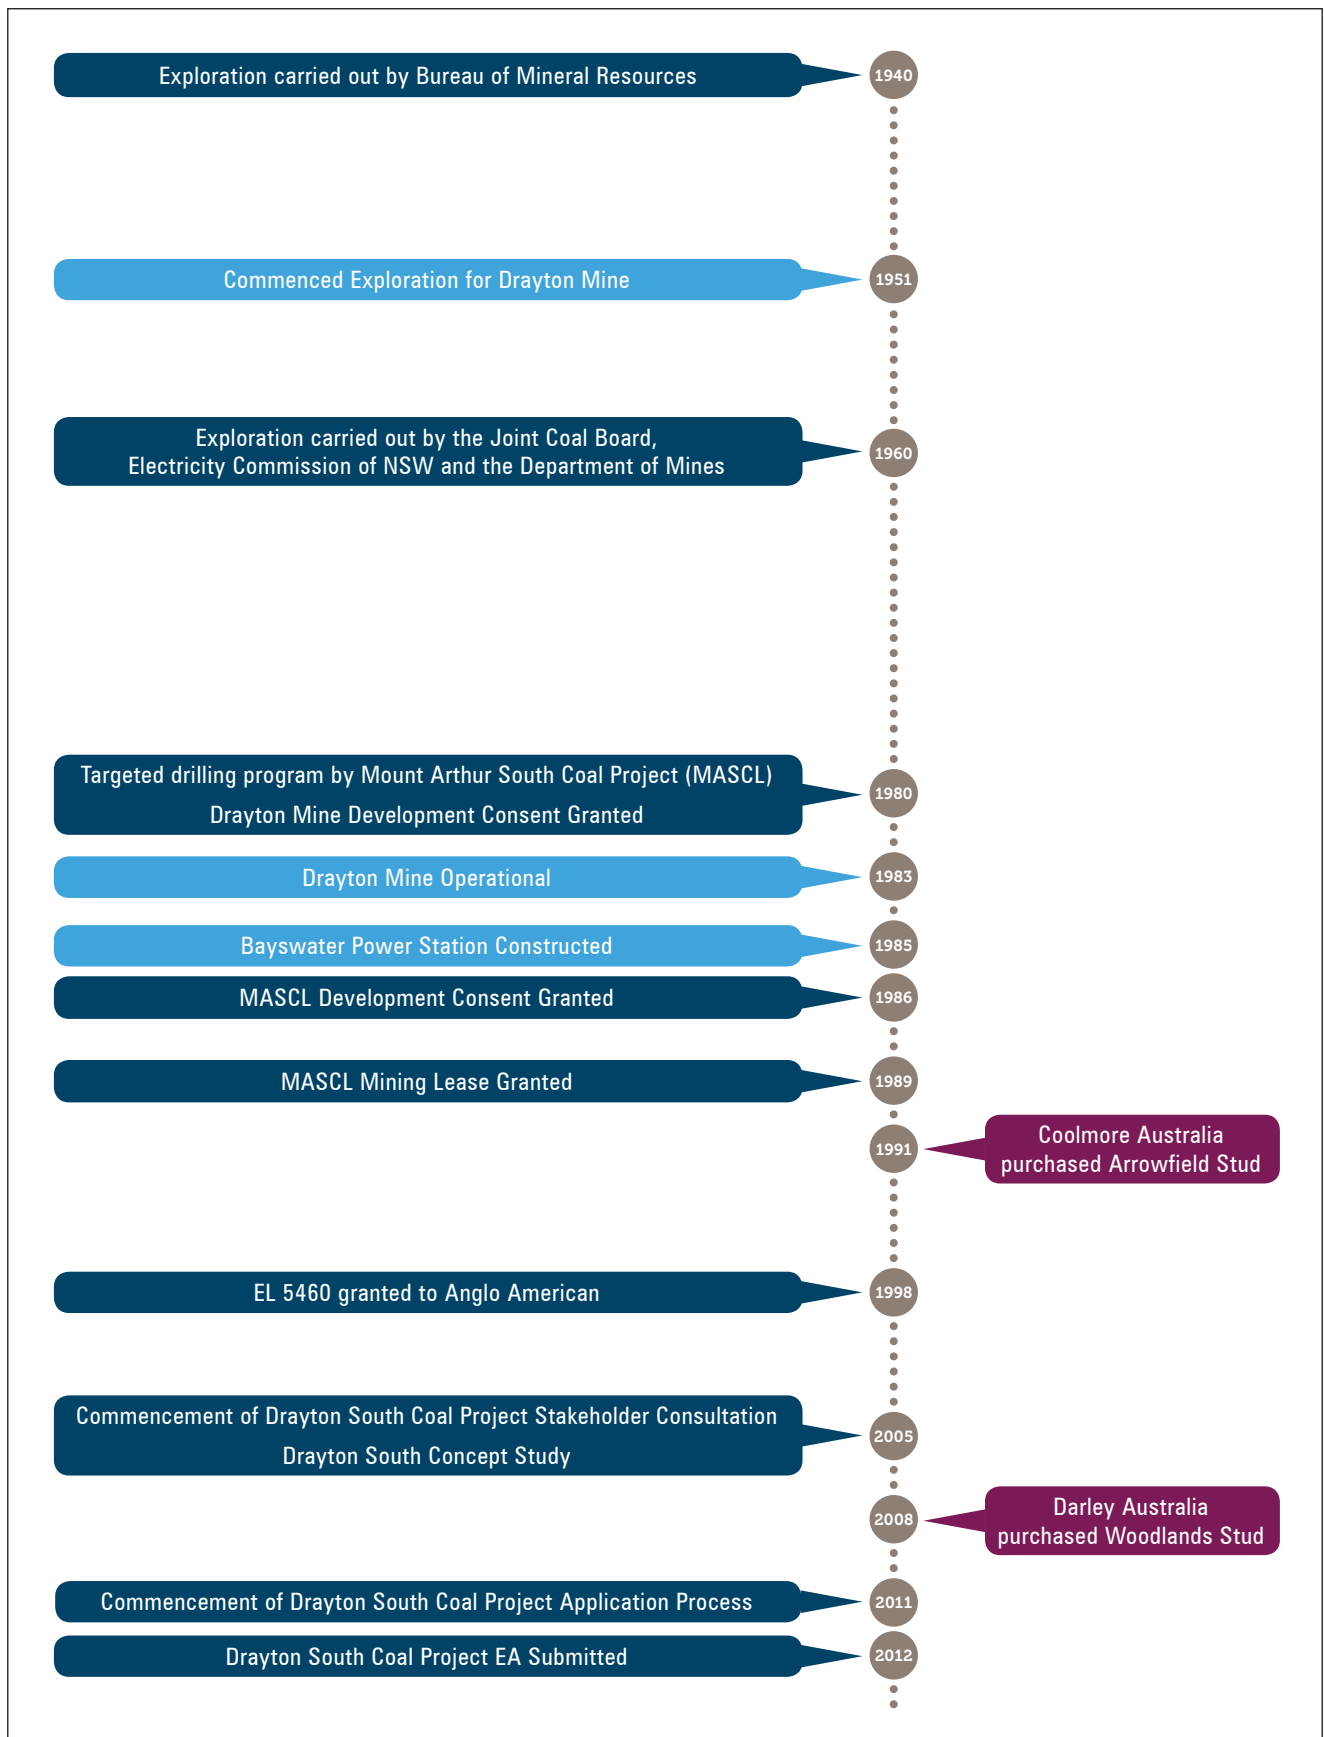 Exploration carried out by Bureau of Mineral Resources
1940
Commenced Exploration for Drayton Mine
1951
Exploration carried out by the Joint Coal Board,
Electricity Commission of NSW and the Department of Mines
1960
Targeted drilling program by Mount Arthur South Coal Project (MASCL)
Drayton Mine Development Consent Granted
1980
Drayton Mine Operational
1983
Bayswater Power Station Constructed
1985
MASCL Development Consent Granted
1986
MASCL Mining Lease Granted
1989
1991
Coolmore Australia
purchased Arrowfield Stud
EL 5460 granted to Anglo American
1998
Commencement of Drayton South Coal Project Stakeholder Consultation
Drayton South Concept Study
2005
2008
Darley Australia
purchased Woodlands Stud
Commencement of Drayton South Coal Project Application Process
2011
Drayton South Coal Project EA Submitted
2012